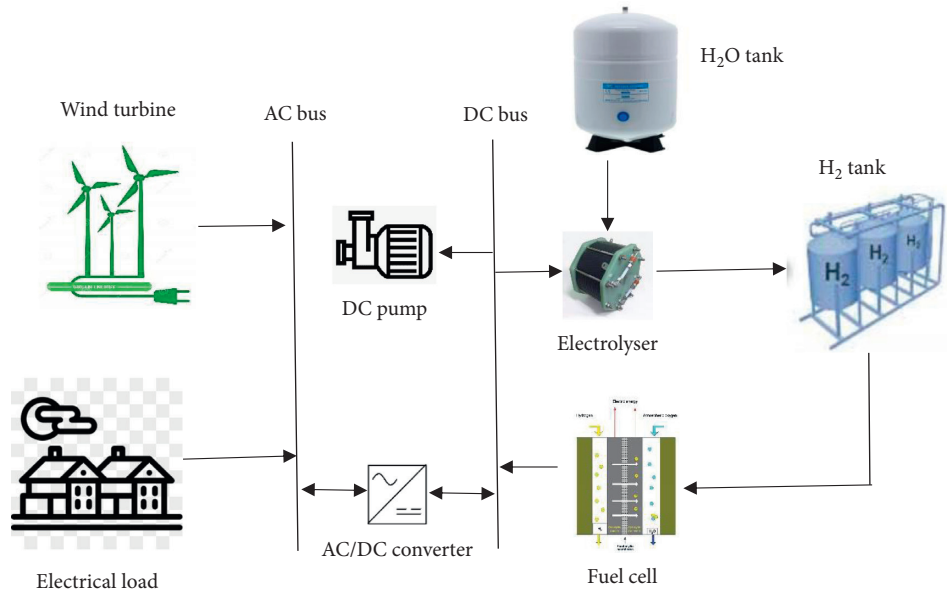 H₂O tank
Wind turbine
AC bus
DC bus
H₂ tank
H₂
H₂
H₂
DC pump
Electrolyser
Electrical load
AC/DC converter
Fuel cell